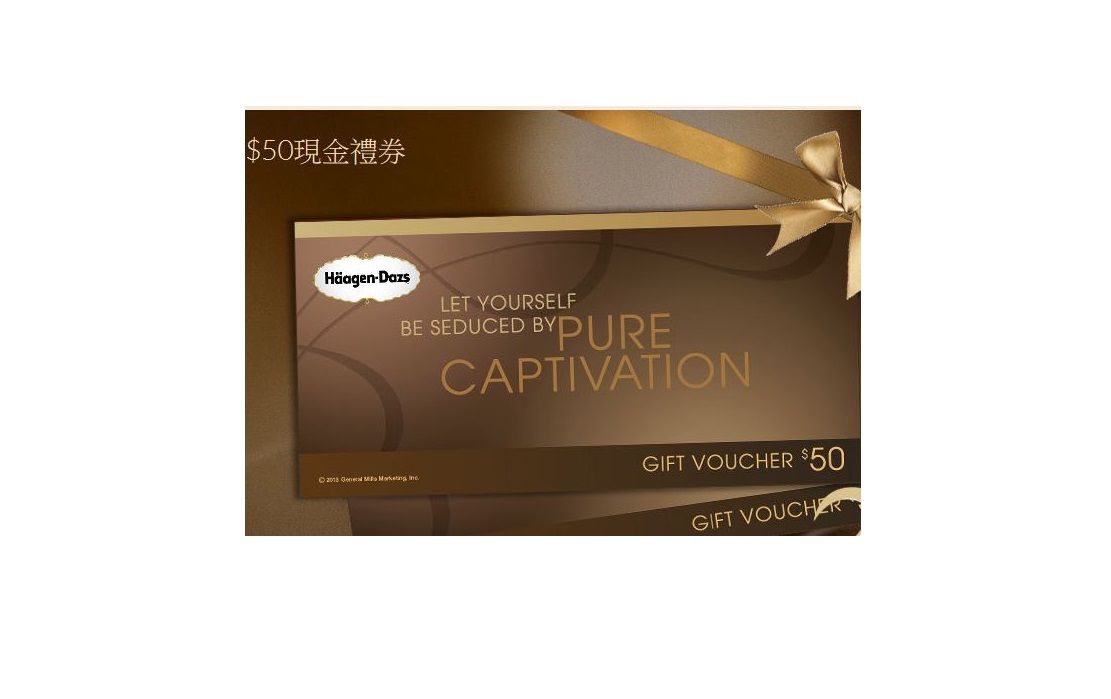 $50現金禮券
Häagen-Dazs
LET YOURSELF
BE SEDUCED BY PURE
CAPTIVATION
GIFT VOUCHER $50
© 2013 General Mills Marketing, Inc.
GIFT VOUCHER